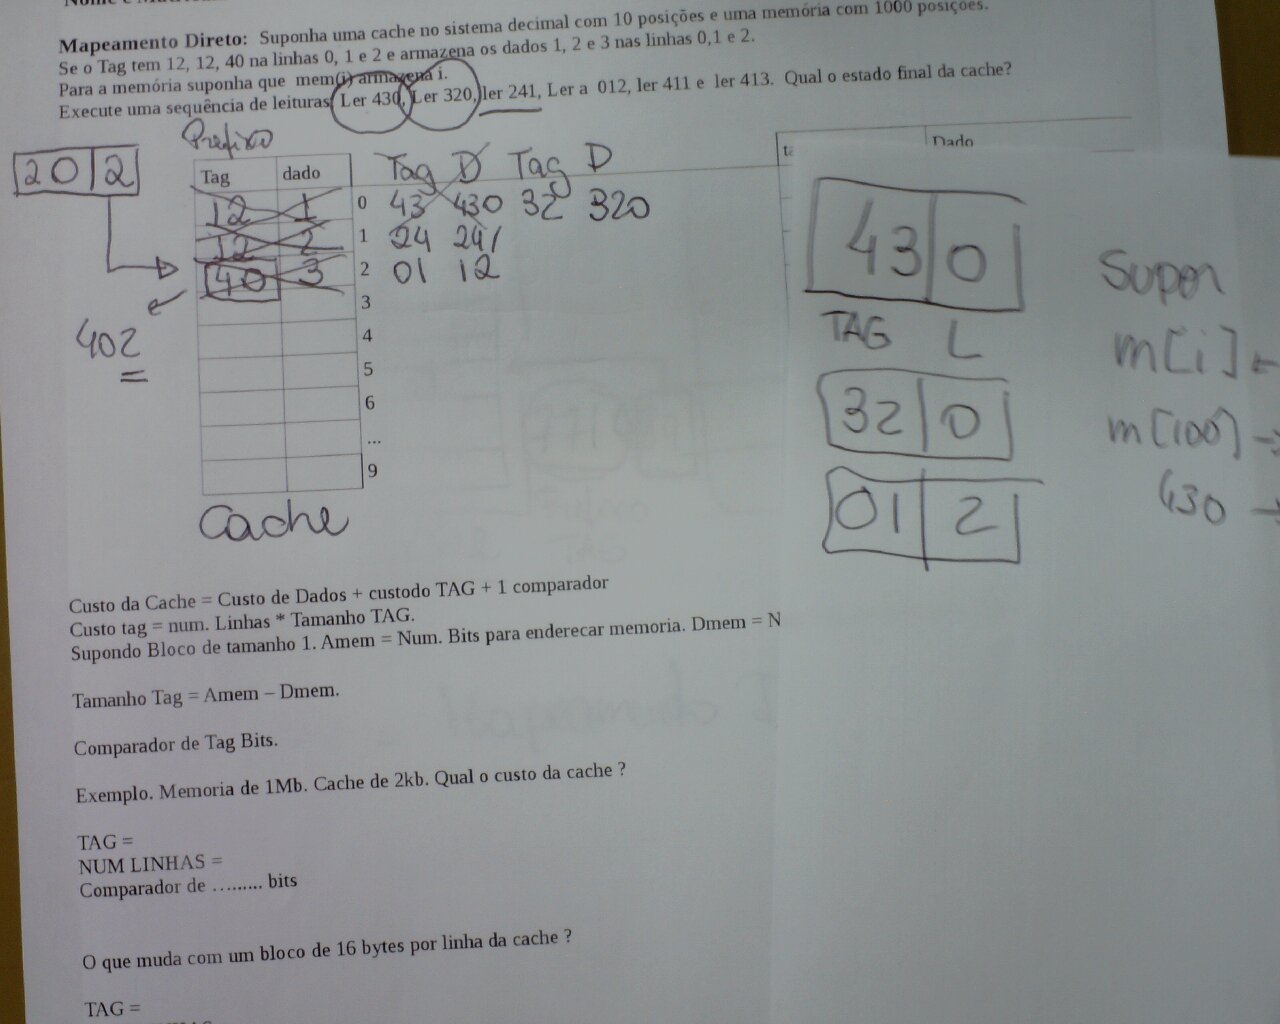 Mapeamento Direto: Suponha uma cache no sistema decimal com 10 posições e uma memória com 1000 posições.
Se o Tag tem 12, 12, 40 na linhas 0, 1 e 2 e armazena os dados 1, 2 e 3 nas linhas 0,1 e 2.
Para a memória suponha que mem(i) armazena i.
Execute uma sequência de leituras Ler 430, Ler 320, ler 241, Ler a 012, ler 411 e ler 413. Qual o estado final da cache?
20 2
Prefixo
Tag dado
Tag D Tag D
Dado
12 1 0 43 430 32 320
12 2 1 24 241
40 3 2 01 12
3
402
4
5
6
...
9
Cache
43 0
TAG L
32 0
01 2
Supor
m[i] ←
m[100] →
430 →
Custo da Cache = Custo de Dados + custodo TAG + 1 comparador
Custo tag = num. Linhas * Tamanho TAG.
Supondo Bloco de tamanho 1. Amem = Num. Bits para enderecar memoria. Dmem = N
Tamanho Tag = Amem – Dmem.
Comparador de Tag Bits.
Exemplo. Memoria de 1Mb. Cache de 2kb. Qual o custo da cache ?
TAG =
NUM LINHAS =
Comparador de ......... bits
O que muda com um bloco de 16 bytes por linha da cache ?
TAG =